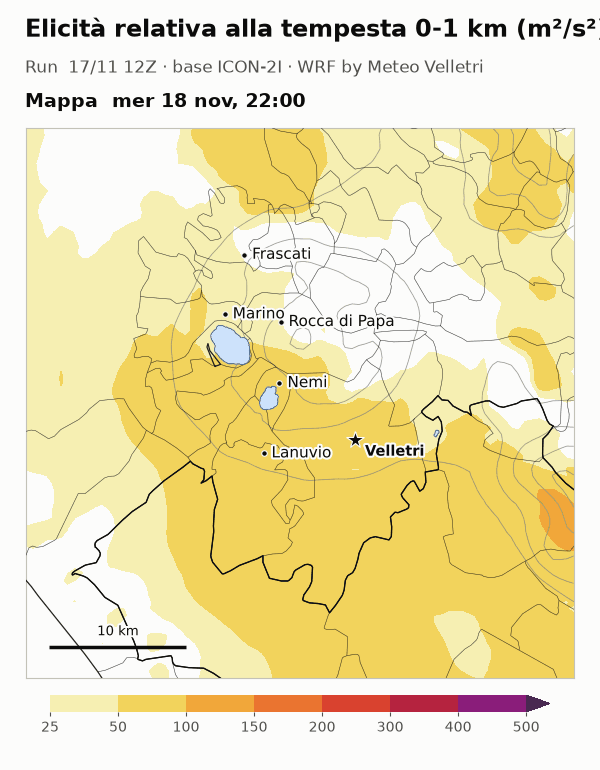 Elicità relativa alla tempesta 0-1 km (m²/s²)
Run 17/11 12Z · base ICON-2I · WRF by Meteo Velletri
Mappa mer 18 nov, 22:00
Frascati
Marino
Rocca di Papa
Nemi
Velletri
Lanuvio
10 km
25 50 100 150 200 300 400 500